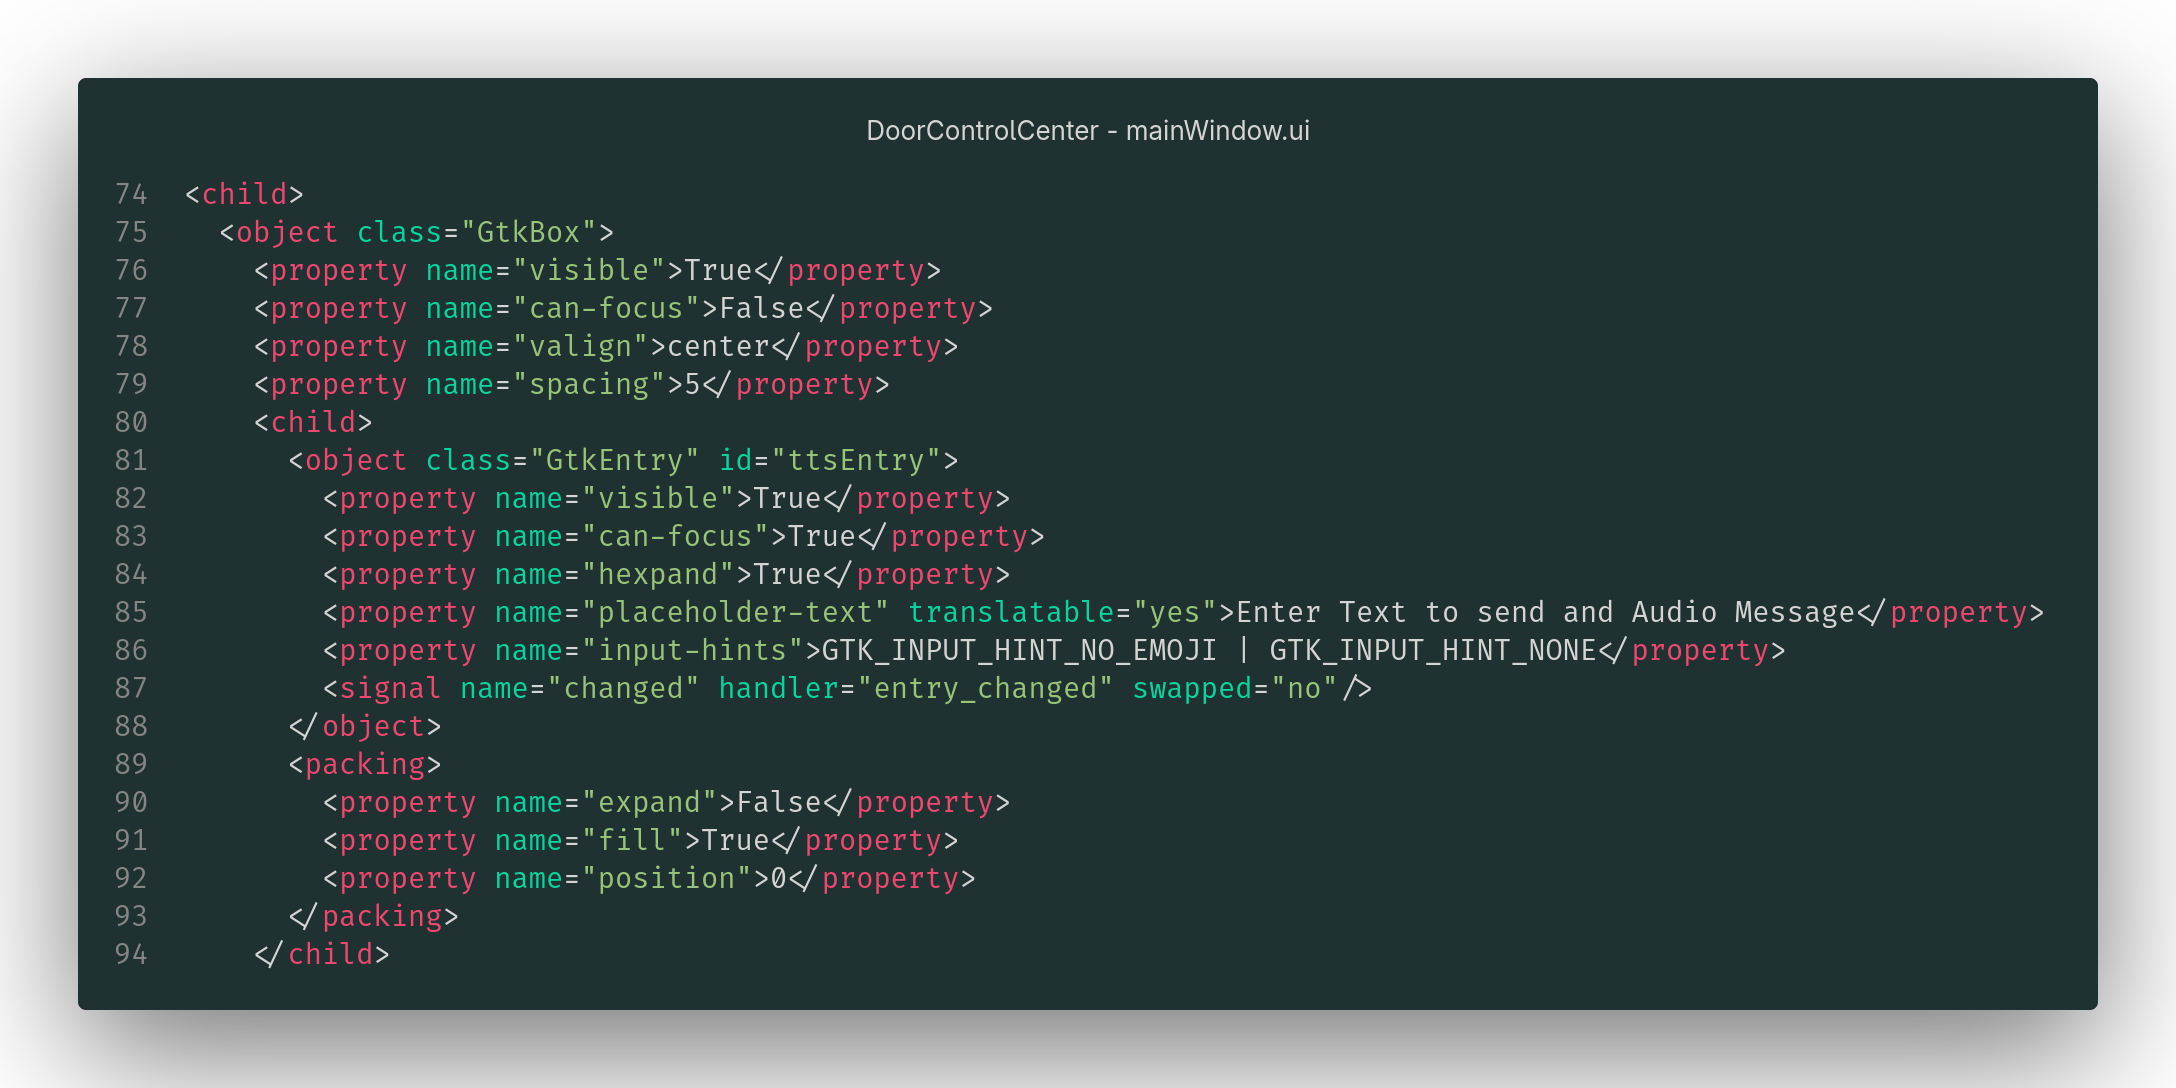 DoorControlCenter - mainWindow.ui
74 <child>
75   <object class="GtkBox">
76     <property name="visible">True</property>
77     <property name="can-focus">False</property>
78     <property name="valign">center</property>
79     <property name="spacing">5</property>
80     <child>
81       <object class="GtkEntry" id="ttsEntry">
82         <property name="visible">True</property>
83         <property name="can-focus">True</property>
84         <property name="hexpand">True</property>
85         <property name="placeholder-text" translatable="yes">Enter Text to send and Audio Message</property>
86         <property name="input-hints">GTK_INPUT_HINT_NO_EMOJI | GTK_INPUT_HINT_NONE</property>
87         <signal name="changed" handler="entry_changed" swapped="no"/>
88       </object>
89       <packing>
90         <property name="expand">False</property>
91         <property name="fill">True</property>
92         <property name="position">0</property>
93       </packing>
94     </child>